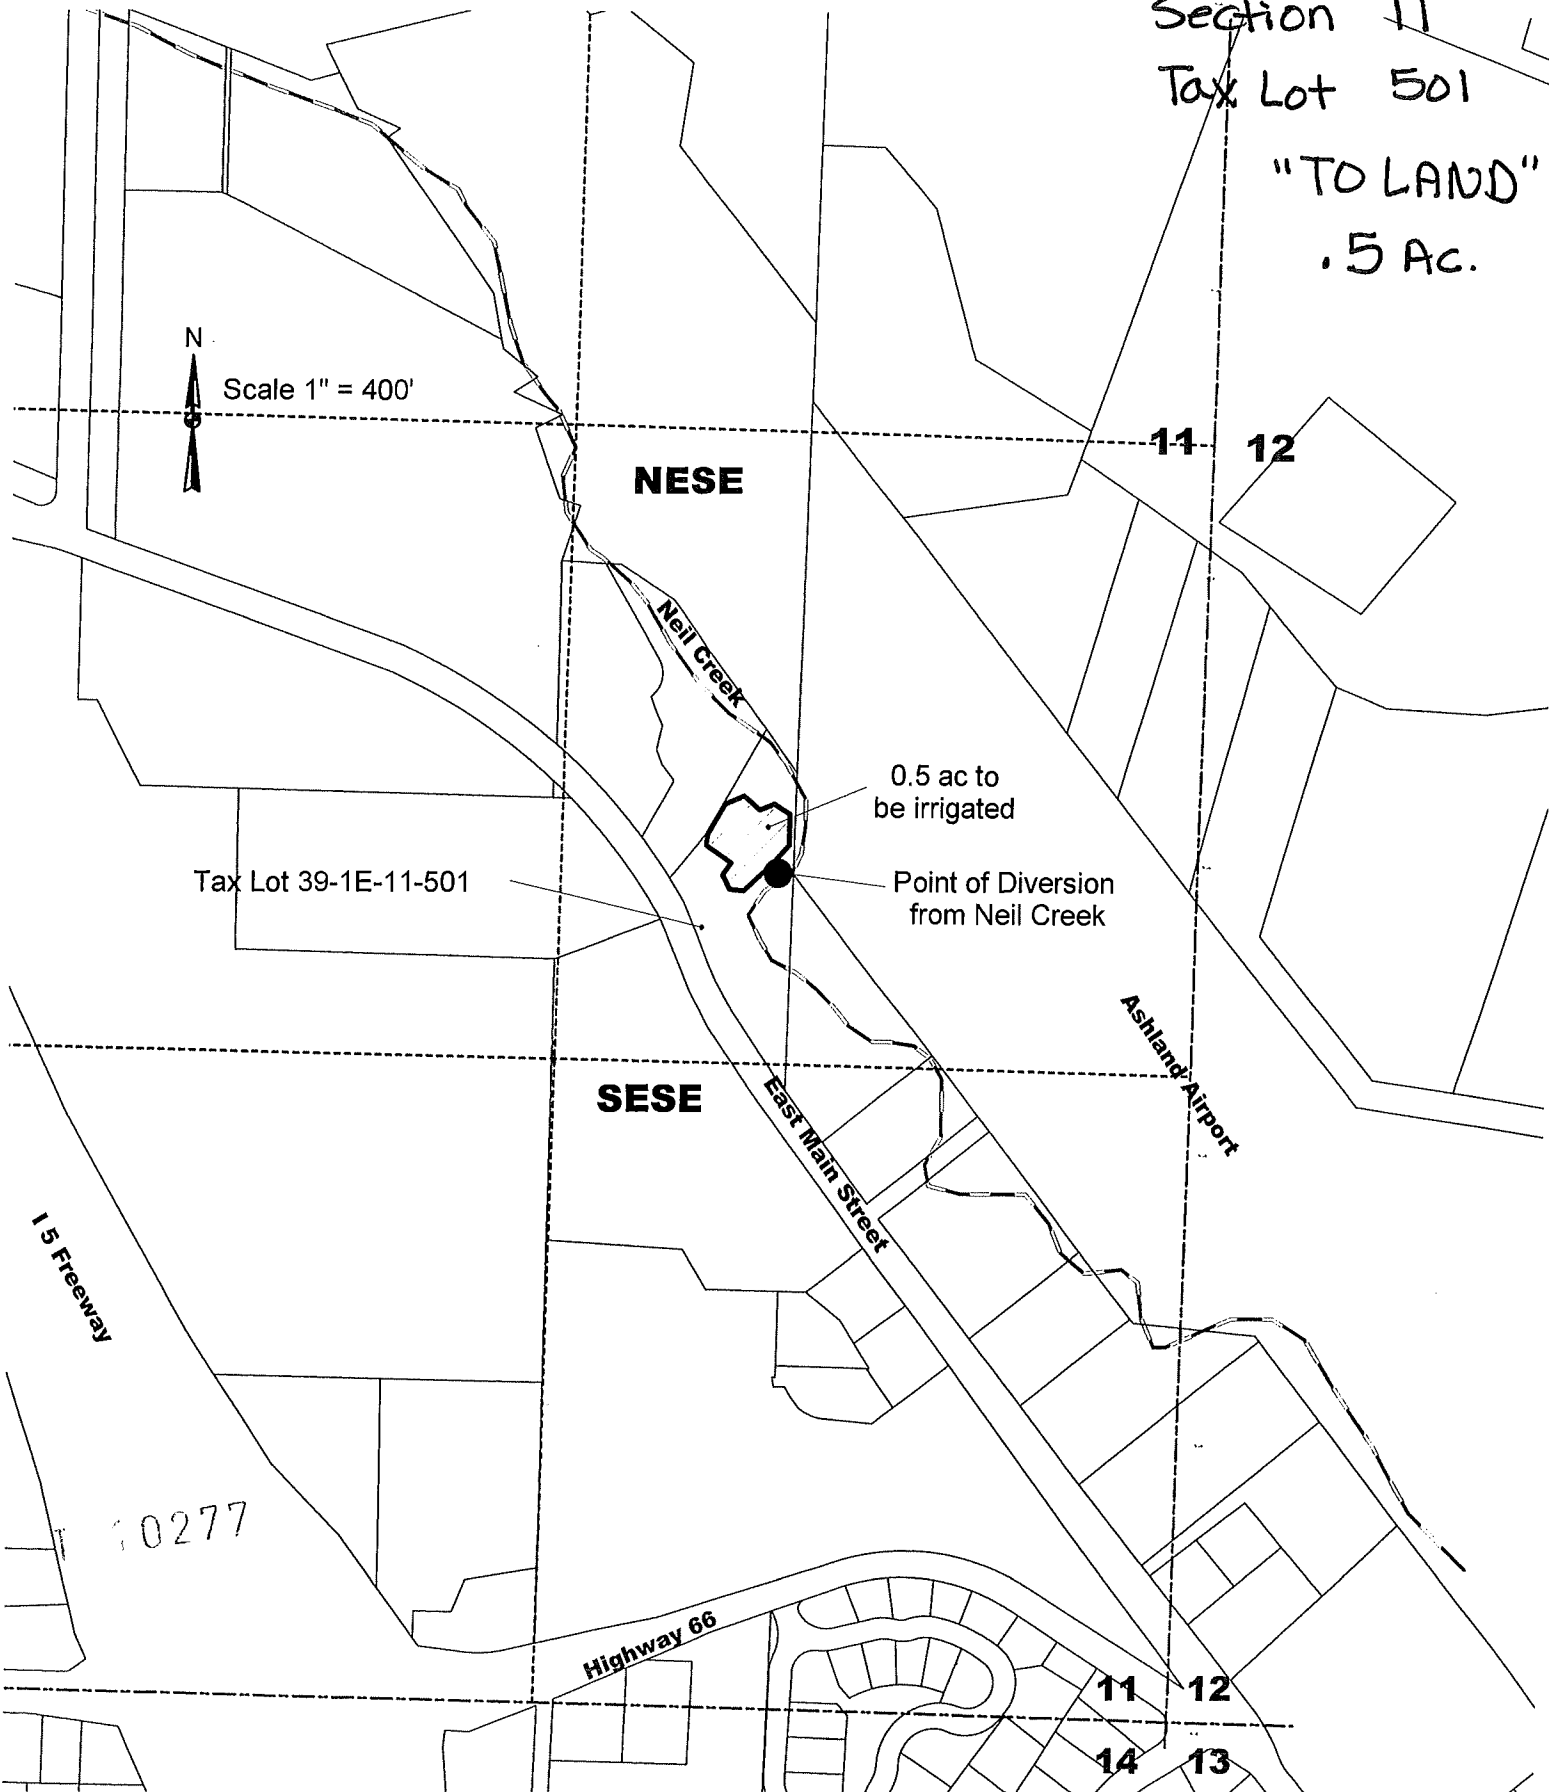 Section 11
Tax Lot 501
"TO LAND"
.5 Ac.
N
Scale 1" = 400'
11 12
NESE
Neil Creek
0.5 ac to
be irrigated
Tax Lot 39-1E-11-501
Point of Diversion
from Neil Creek
Ashland Airport
SESE
East Main Street
I 5 Freeway
0277
Highway 66
11 12
14 13